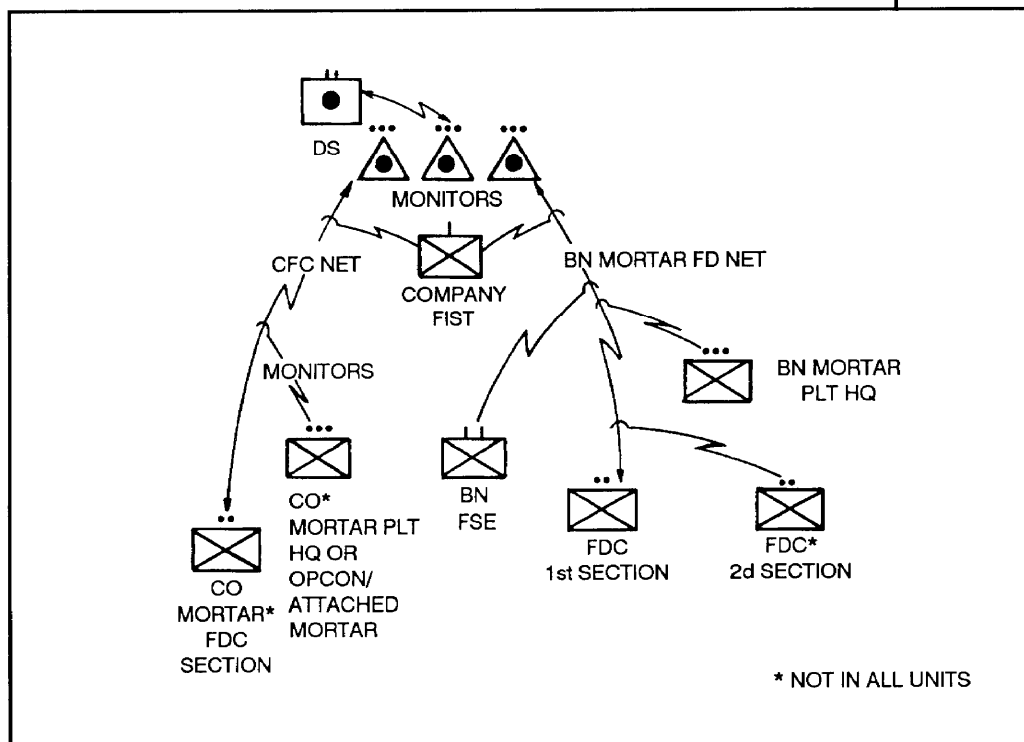 DS
MONITORS
CFC NET
COMPANY
FIST
BN MORTAR FD NET
MONITORS
BN MORTAR
PLT HQ
CO*
MORTAR PLT
HQ OR
OPCON/
ATTACHED
MORTAR
BN
FSE
FDC
1st SECTION
FDC*
2d SECTION
CO
MORTAR*
FDC
SECTION
* NOT IN ALL UNITS